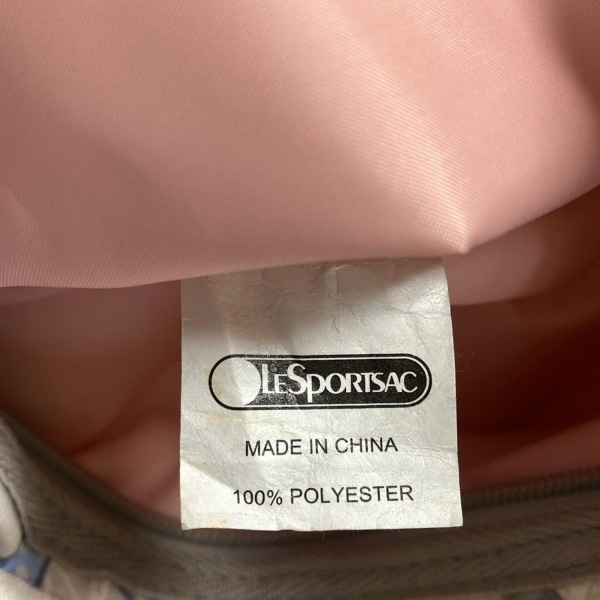 LESPORTSAC
MADE IN CHINA
100% POLYESTER